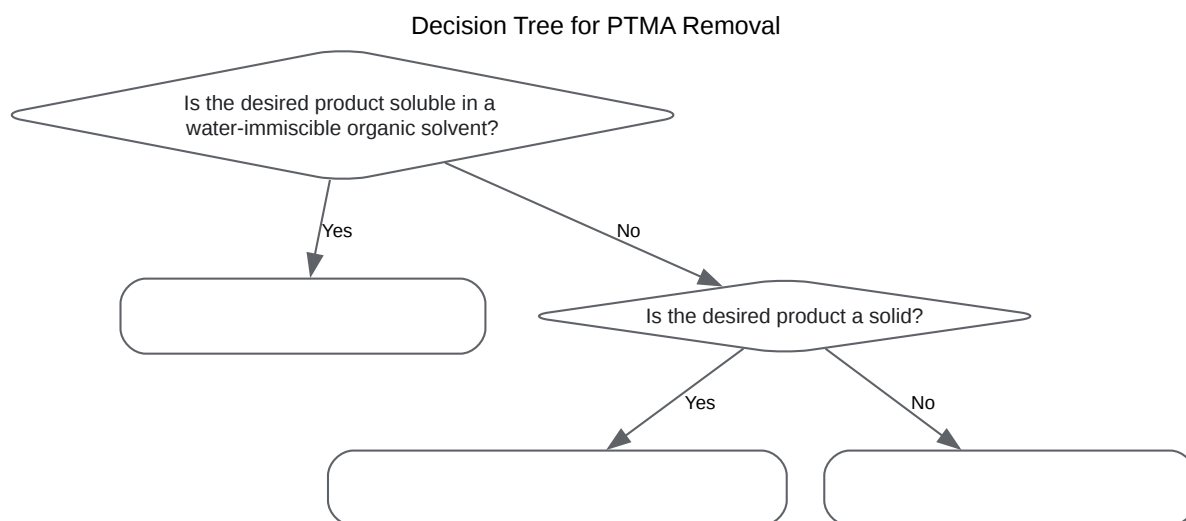 Decision Tree for PTMA Removal
Is the desired product soluble in a
water-immiscible organic solvent?
Yes
No
Is the desired product a solid?
Yes
No